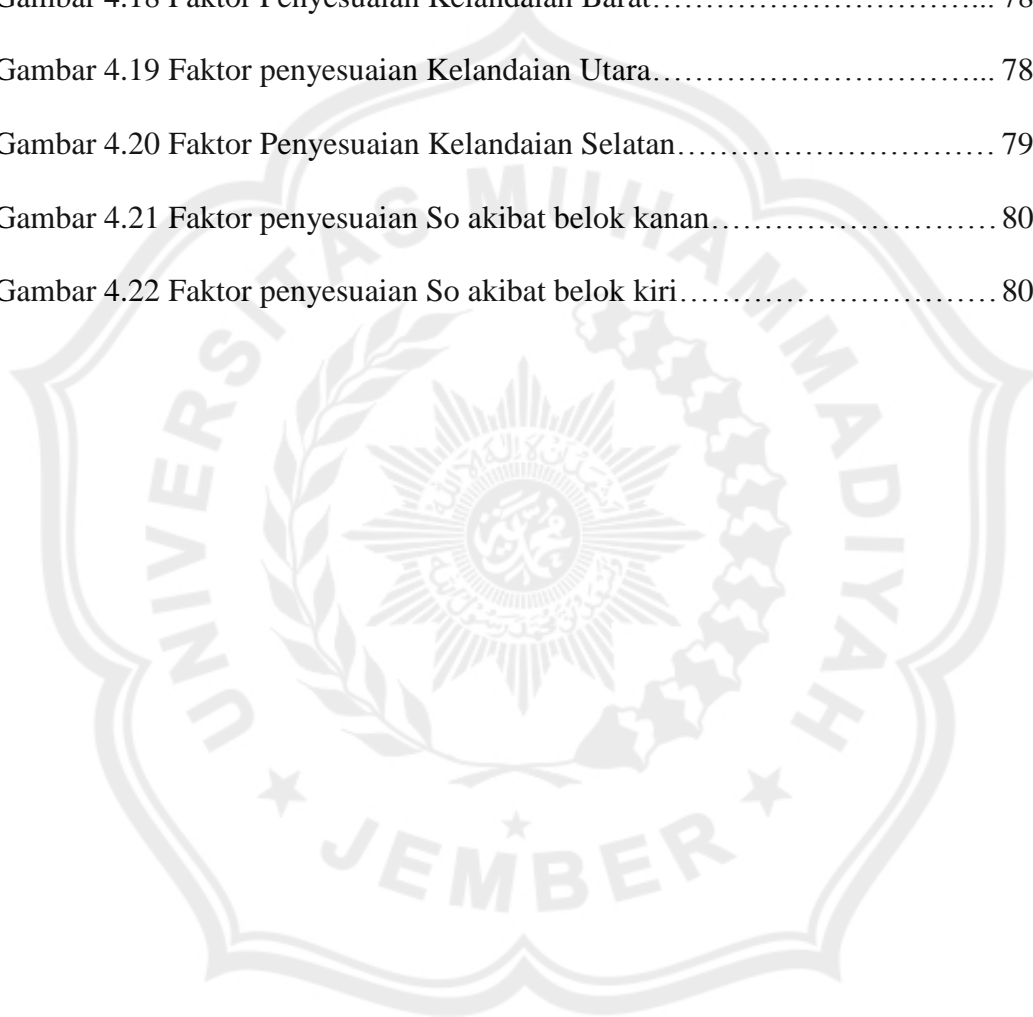 Gambar 4.18 Faktor Penyesuaian Kelandaian Barat………………………... 78
Gambar 4.19 Faktor penyesuaian Kelandaian Utara………………………... 78
Gambar 4.20 Faktor Penyesuaian Kelandaian Selatan………………………… 79
Gambar 4.21 Faktor penyesuaian So akibat belok kanan……………………… 80
Gambar 4.22 Faktor penyesuaian So akibat belok kiri………………………… 80
UNIVERSITAS MUHAMMADIYAH
JEMBER